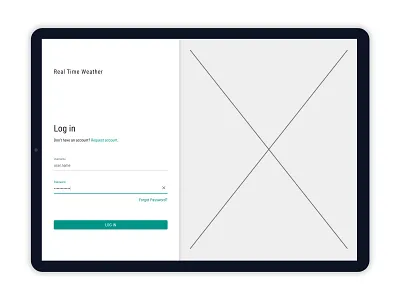 Real Time Weather
Log in
Don't have an account? Request account.
Username
user name
Password
Forgot Password?
LOG IN